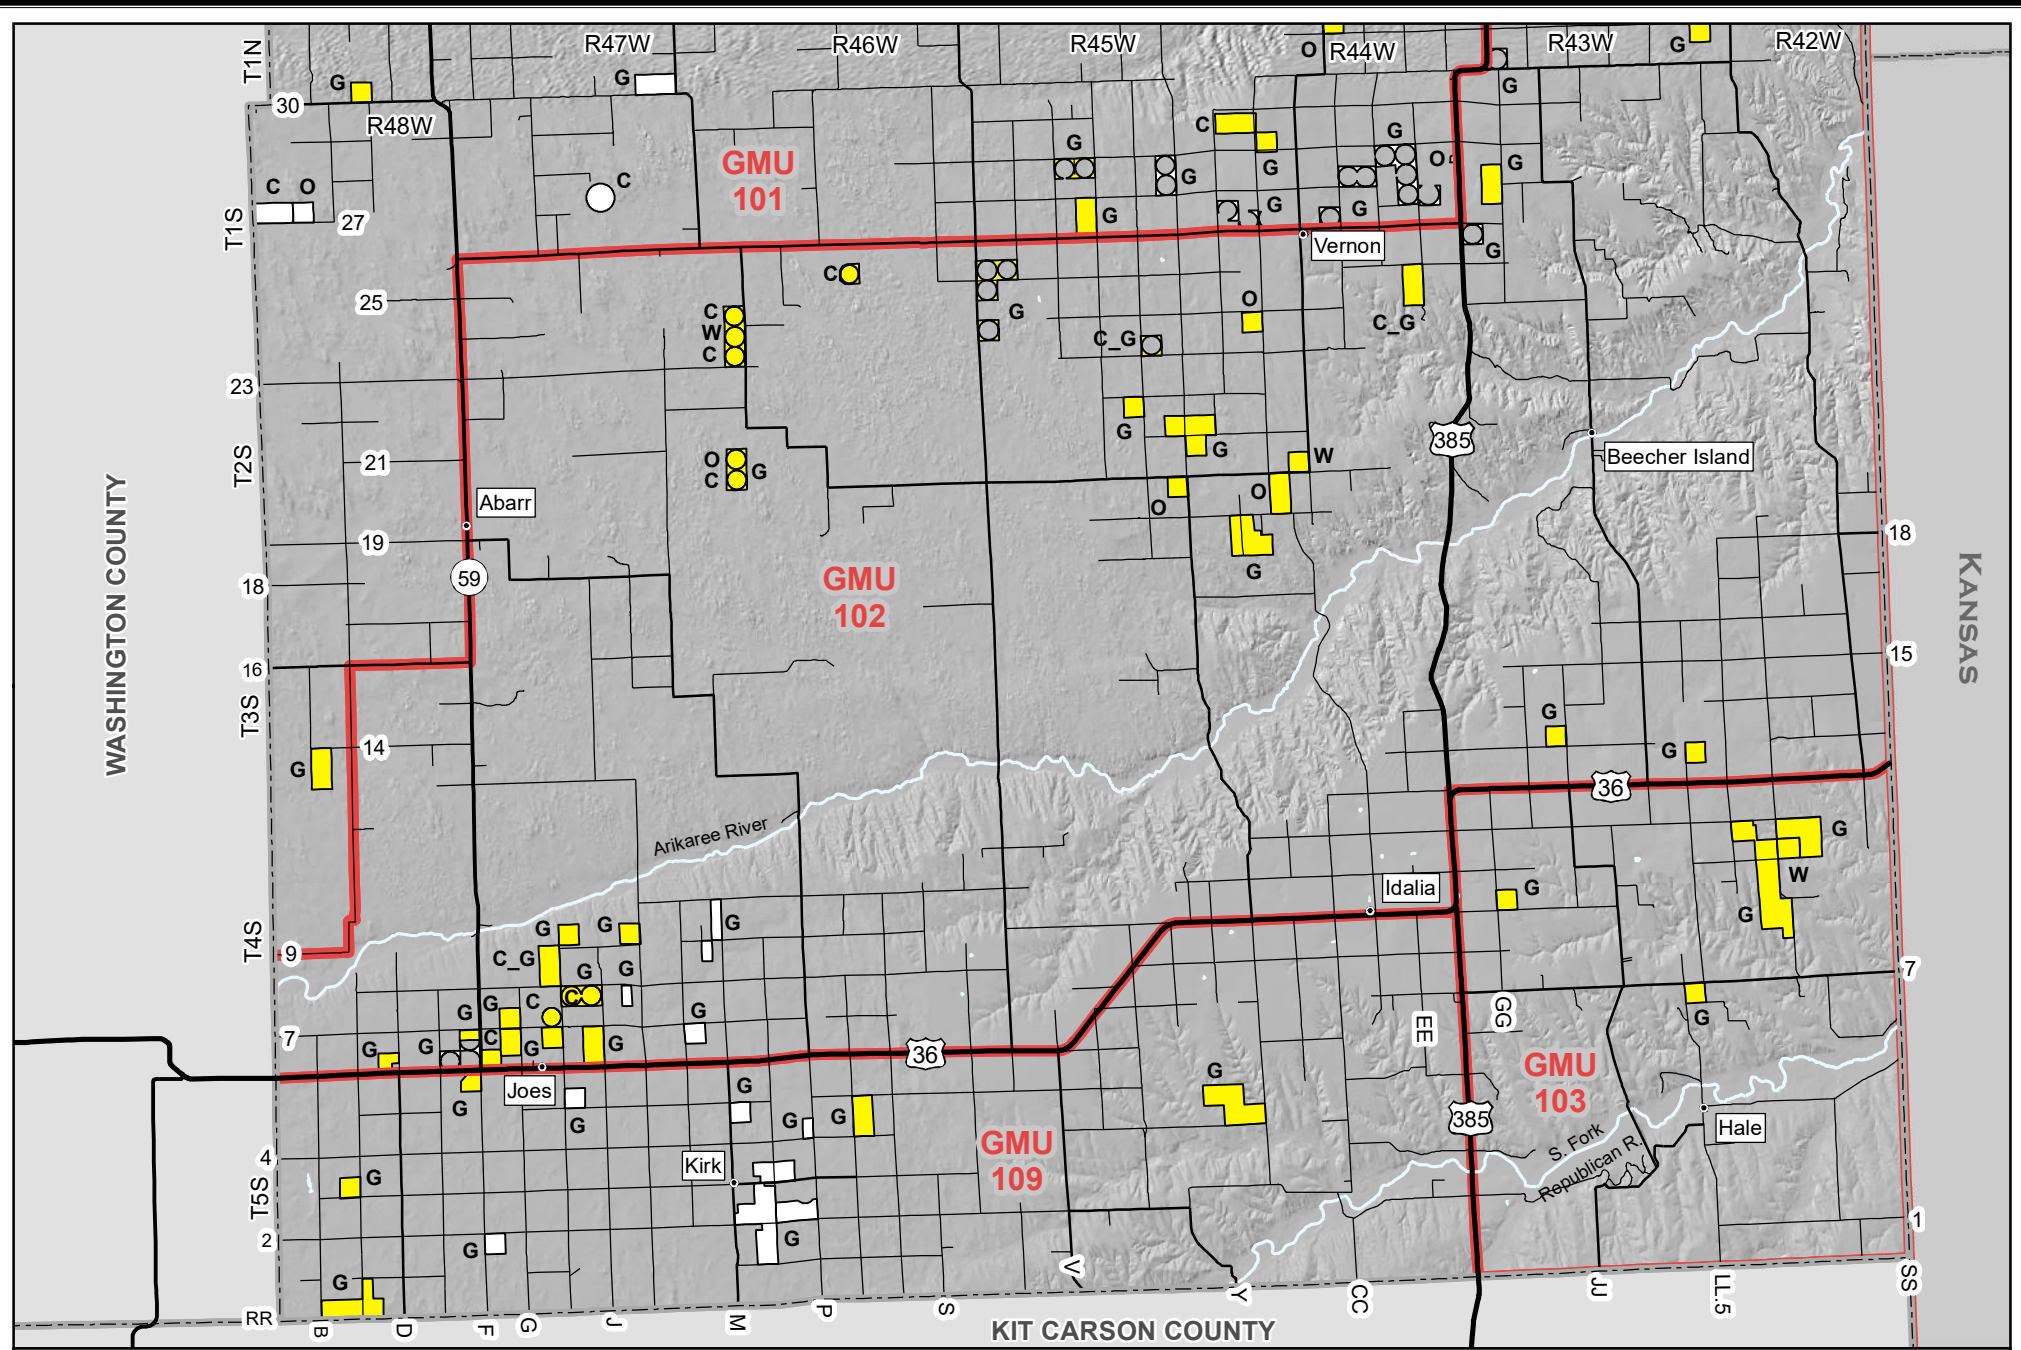 T1N
R47W
R46W
R45W
O
R44W
R43W
G
R42W
G
G
G
30
R48W
C
G
G
G
C
O
C
GMU
101
G
G
O
G
T1S
27
G
G
G
Vernon
G
25
C
C
W
C
G
O
C_G
C_G
23
385
G
G
W
Beecher Island
T2S
21
O
C
G
O
O
WASHINGTON COUNTY
Abarr
19
18
59
GMU
102
G
18
KANSAS
16
15
T3S
14
G
G
G
36
Arikaree River
G
W
G
Idalia
G
T4S
9
G
G
G
C_G
G
G
C
7
G
G
C
G
G
C
G
G
G
G
7
36
EE
GG
G
Joes
G
G
G
G
G
G
GMU
103
385
Hale
4
T5S
G
Kirk
GMU
109
S. Fork
Republican R.
2
G
G
G
1
RR
B
D
F
G
J
M
P
S
V
Y
CC
JJ
LL.5
SS
KIT CARSON COUNTY